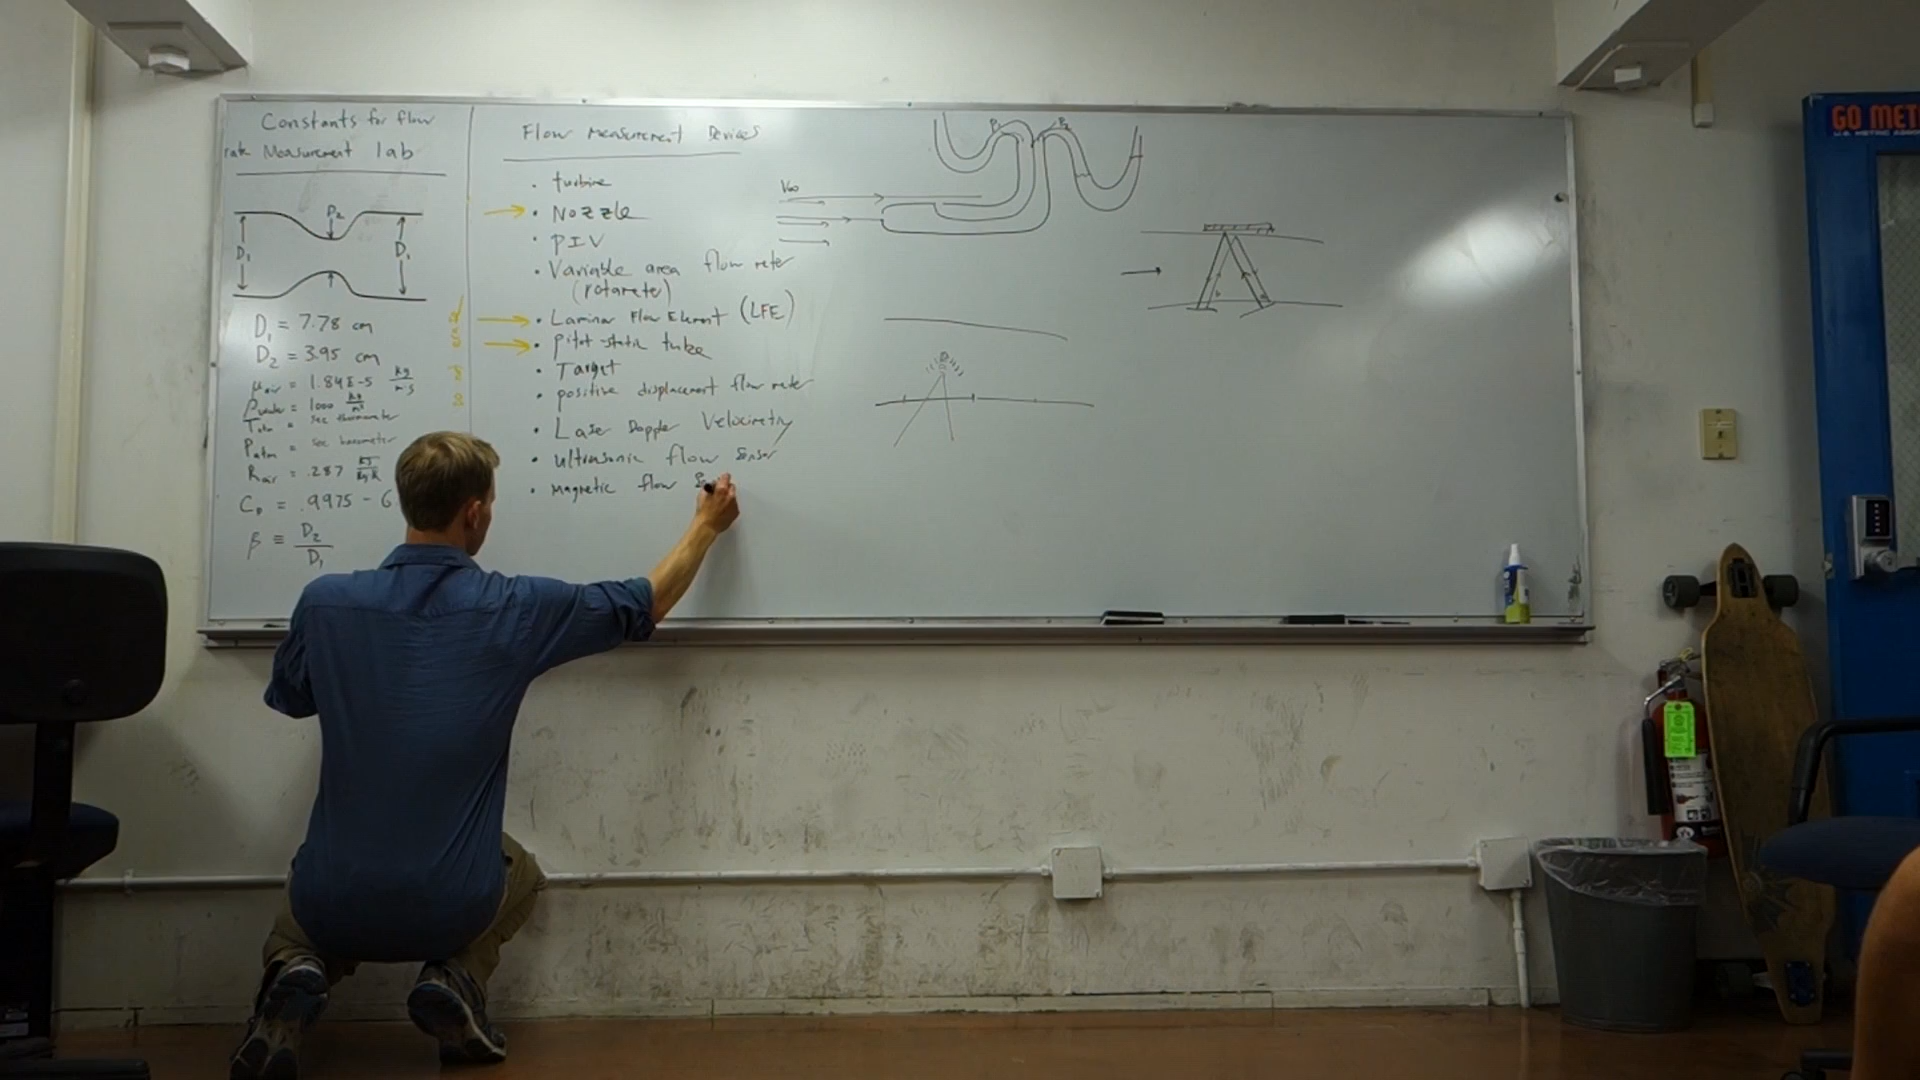 Constants for flow
rate Measurement lab
D2
D1
D1
D1 = 7.78 cm
D2 = 3.95 cm
μair = 1.84E-5 kg/m·s
ρwater = 1000 kg/m³
Tatm = see thermometer
Patm = see barometer
Rair = .287 kJ/kg·K
CD = .9975 - 6
β ≡ D2/D1
Flow Measurement Devices
• turbine
• Nozzle
• PIV
• Variable area flow meter
(rotameter)
• Laminar Flow Element (LFE)
• pitot-static tube
• Target
• positive displacement flow meter
• Laser Doppler Velocimetry
• ultrasonic flow sensor
• Magnetic flow
V∞
P1
P2
GO MET